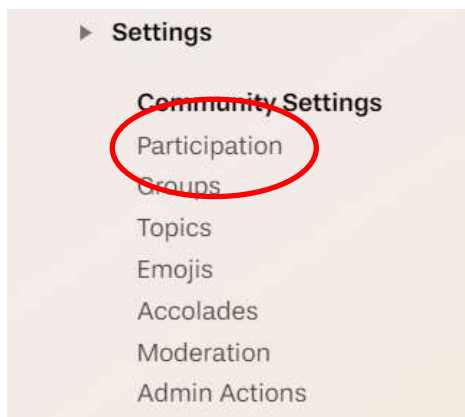 Settings
Community Settings
Participation
Groups
Topics
Emojis
Accolades
Moderation
Admin Actions